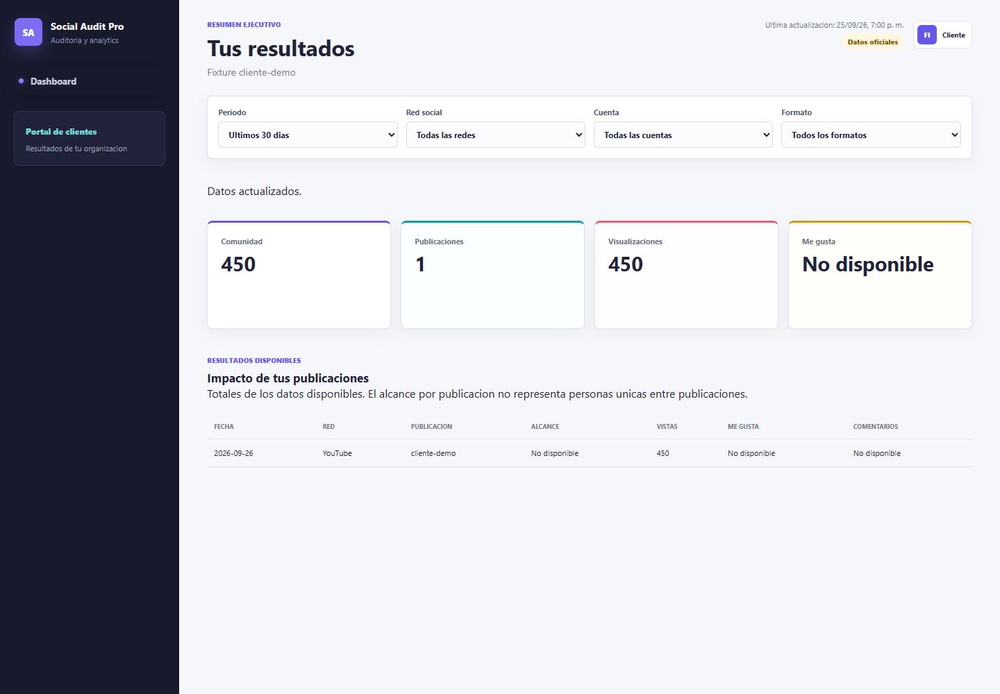 SA
Social Audit Pro
Auditoría y analytics
Dashboard
Portal de clientes
Resultados de tu organizacion
RESUMEN EJECUTIVO
Tus resultados
Fixture cliente-demo
Ultima actualizacion: 25/09/26, 7:00 p. m.
Datos oficiales
FI
Cliente
Periodo
Red social
Cuenta
Formato
Ultimos 30 dias
Todas las redes
Todas las cuentas
Todos los formatos
Datos actualizados.
Comunidad
450
Publicaciones
1
Visualizaciones
450
Me gusta
No disponible
RESULTADOS DISPONIBLES
Impacto de tus publicaciones
Totales de los datos disponibles. El alcance por publicacion no representa personas unicas entre publicaciones.
FECHA RED PUBLICACION ALCANCE VISTAS ME GUSTA COMENTARIOS
2026-09-26 YouTube cliente-demo No disponible 450 No disponible No disponible